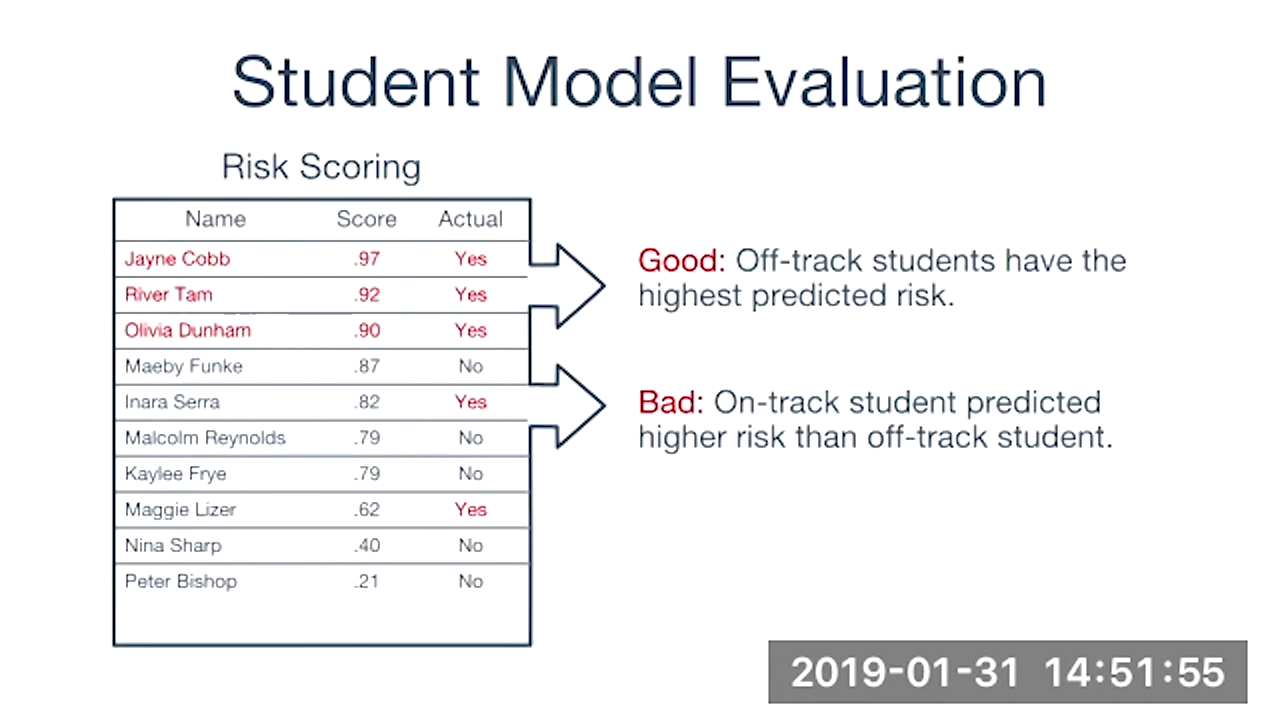 Student Model Evaluation
Risk Scoring
Name Score Actual
Jayne Cobb .97 Yes
River Tam .92 Yes
Olivia Dunham .90 Yes
Maeby Funke .87 No
Inara Serra .82 Yes
Malcolm Reynolds .79 No
Kaylee Frye .79 No
Maggie Lizer .62 Yes
Nina Sharp .40 No
Peter Bishop .21 No
Good: Off-track students have the
highest predicted risk.
Bad: On-track student predicted
higher risk than off-track student.
2019-01-31 14:51:55